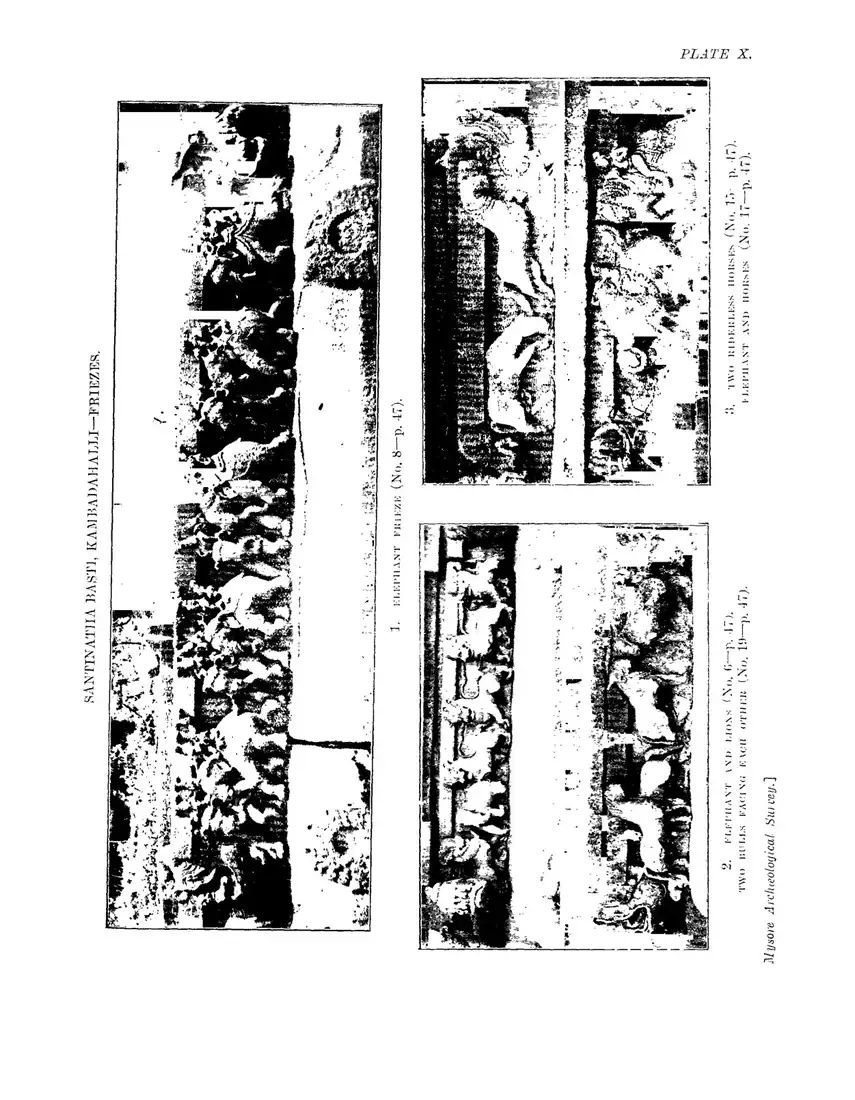 PLATE X.
SANTINATHA BASTI, KAMBADAHALLI—FRIEZES.
1. ELEPHANT FRIEZE (No. 8—p. 47).
2. ELEPHANT AND LIONS (No. 6—p. 47).
TWO BULLS FACING EACH OTHER (No. 19—p. 47).
3. TWO RIDERLESS HORSES (No. 15—p. 47).
ELEPHANT AND HORSES (No. 17—p. 47).
Mysore Archæological Survey.]